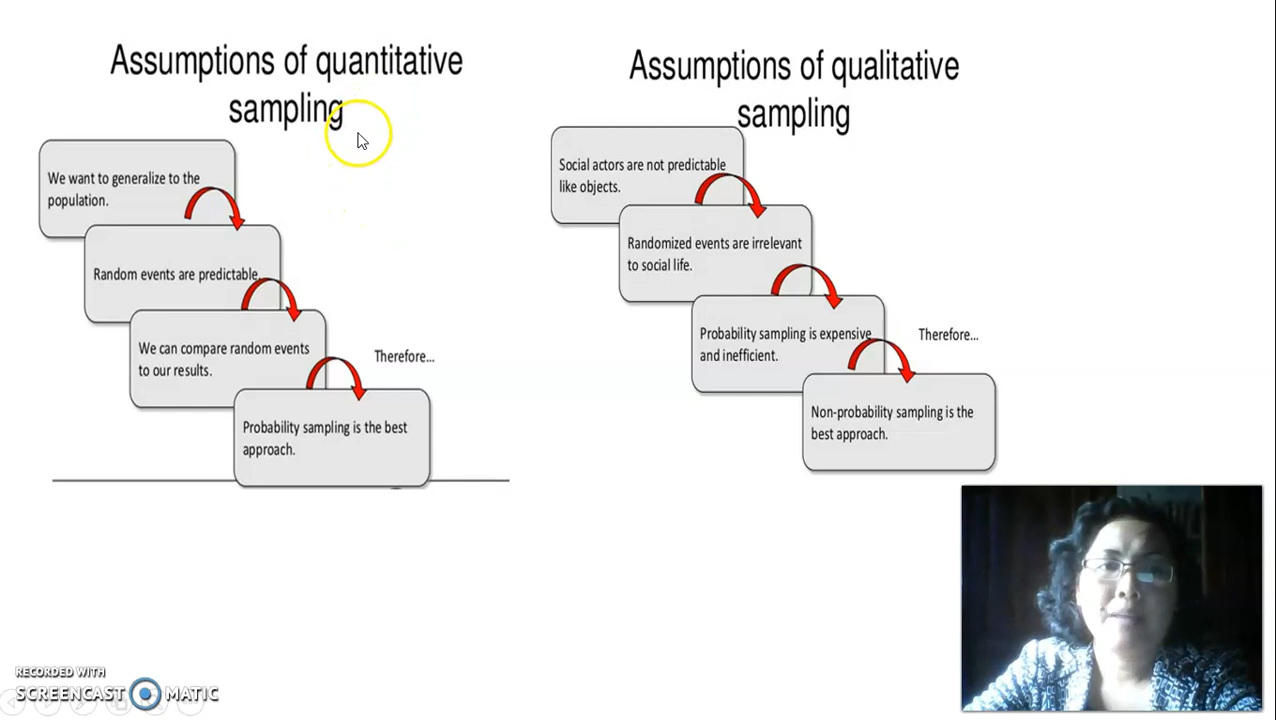 Assumptions of quantitative
sampling
We want to generalize to the
population.
Random events are predictable.
We can compare random events
to our results.
Therefore...
Probability sampling is the best
approach.
Assumptions of qualitative
sampling
Social actors are not predictable
like objects.
Randomized events are irrelevant
to social life.
Probability sampling is expensive
and inefficient.
Therefore...
Non-probability sampling is the
best approach.
RECORDED WITH
SCREENCAST MATIC